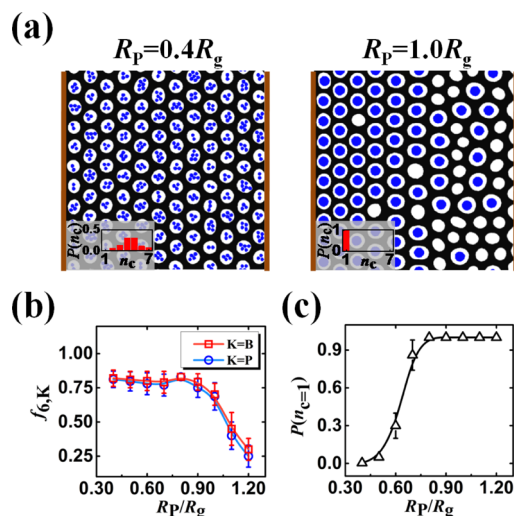 (a)
R_P=0.4R_g
R_P=1.0R_g
P(n_c)
0.5
0.0
1 n_c 7
P(n_c)
1
0
1 n_c 7
(b)
f_6,K
1.00
0.75
0.50
0.25
K=B
K=P
0.30 0.60 0.90 1.20
R_P/R_g
(c)
P(n_c=1)
0.9
0.6
0.3
0.0
0.30 0.60 0.90 1.20
R_P/R_g